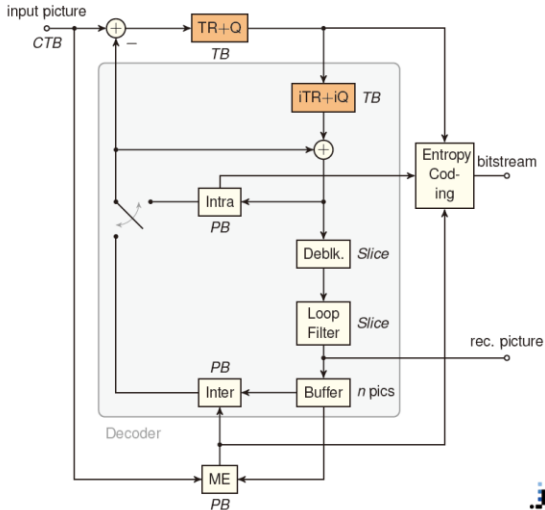 input picture
CTB
+
−
TR+Q
TB
iTR+iQ
TB
+
Entropy
Cod-
ing
bitstream
Intra
PB
Deblk.
Slice
Loop
Filter
Slice
rec. picture
PB
Inter
Buffer
n pics
Decoder
ME
PB